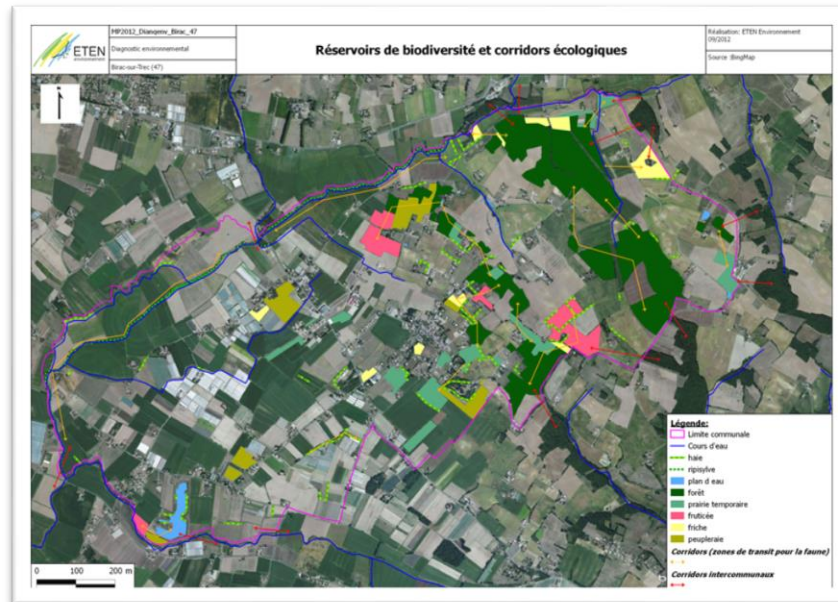 ETEN
environnement
MP2012_Diangenv_Birac_47
Diagnostic environnemental
Birac-sur-Trec (47)
Réservoirs de biodiversité et corridors écologiques
Réalisation: ETEN Environnement
09/2012
Source :BingMap
Légende:
Limite communale
Cours d'eau
haie
ripisylve
plan d eau
forêt
prairie temporaire
fruticée
friche
peupleraie
Corridors (zones de transit pour la faune)
Corridors intercommunaux
0 100 200 m